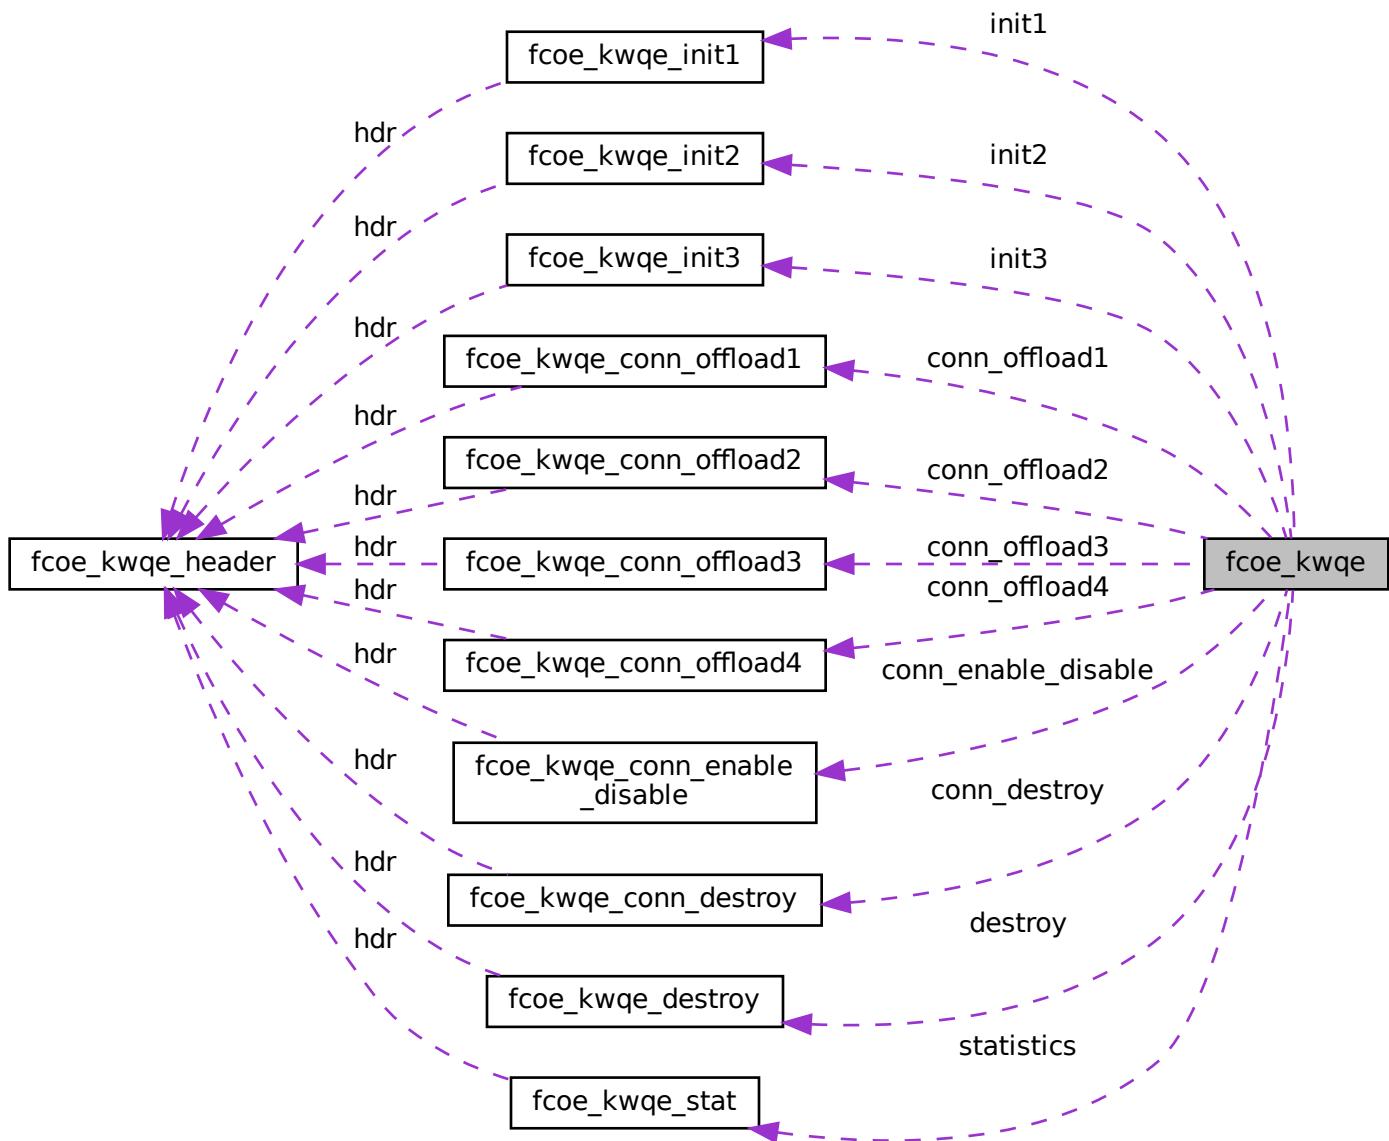 init1
fcoe_kwqe_init1
hdr
init2
fcoe_kwqe_init2
hdr
init3
fcoe_kwqe_init3
hdr
conn_offload1
fcoe_kwqe_conn_offload1
hdr
conn_offload2
fcoe_kwqe_conn_offload2
hdr
conn_offload3
hdr
fcoe_kwqe_header
fcoe_kwqe_conn_offload3
fcoe_kwqe
conn_offload4
hdr
fcoe_kwqe_conn_offload4
hdr
conn_enable_disable
fcoe_kwqe_conn_enable
_disable
hdr
conn_destroy
fcoe_kwqe_conn_destroy
hdr
destroy
fcoe_kwqe_destroy
hdr
statistics
fcoe_kwqe_stat